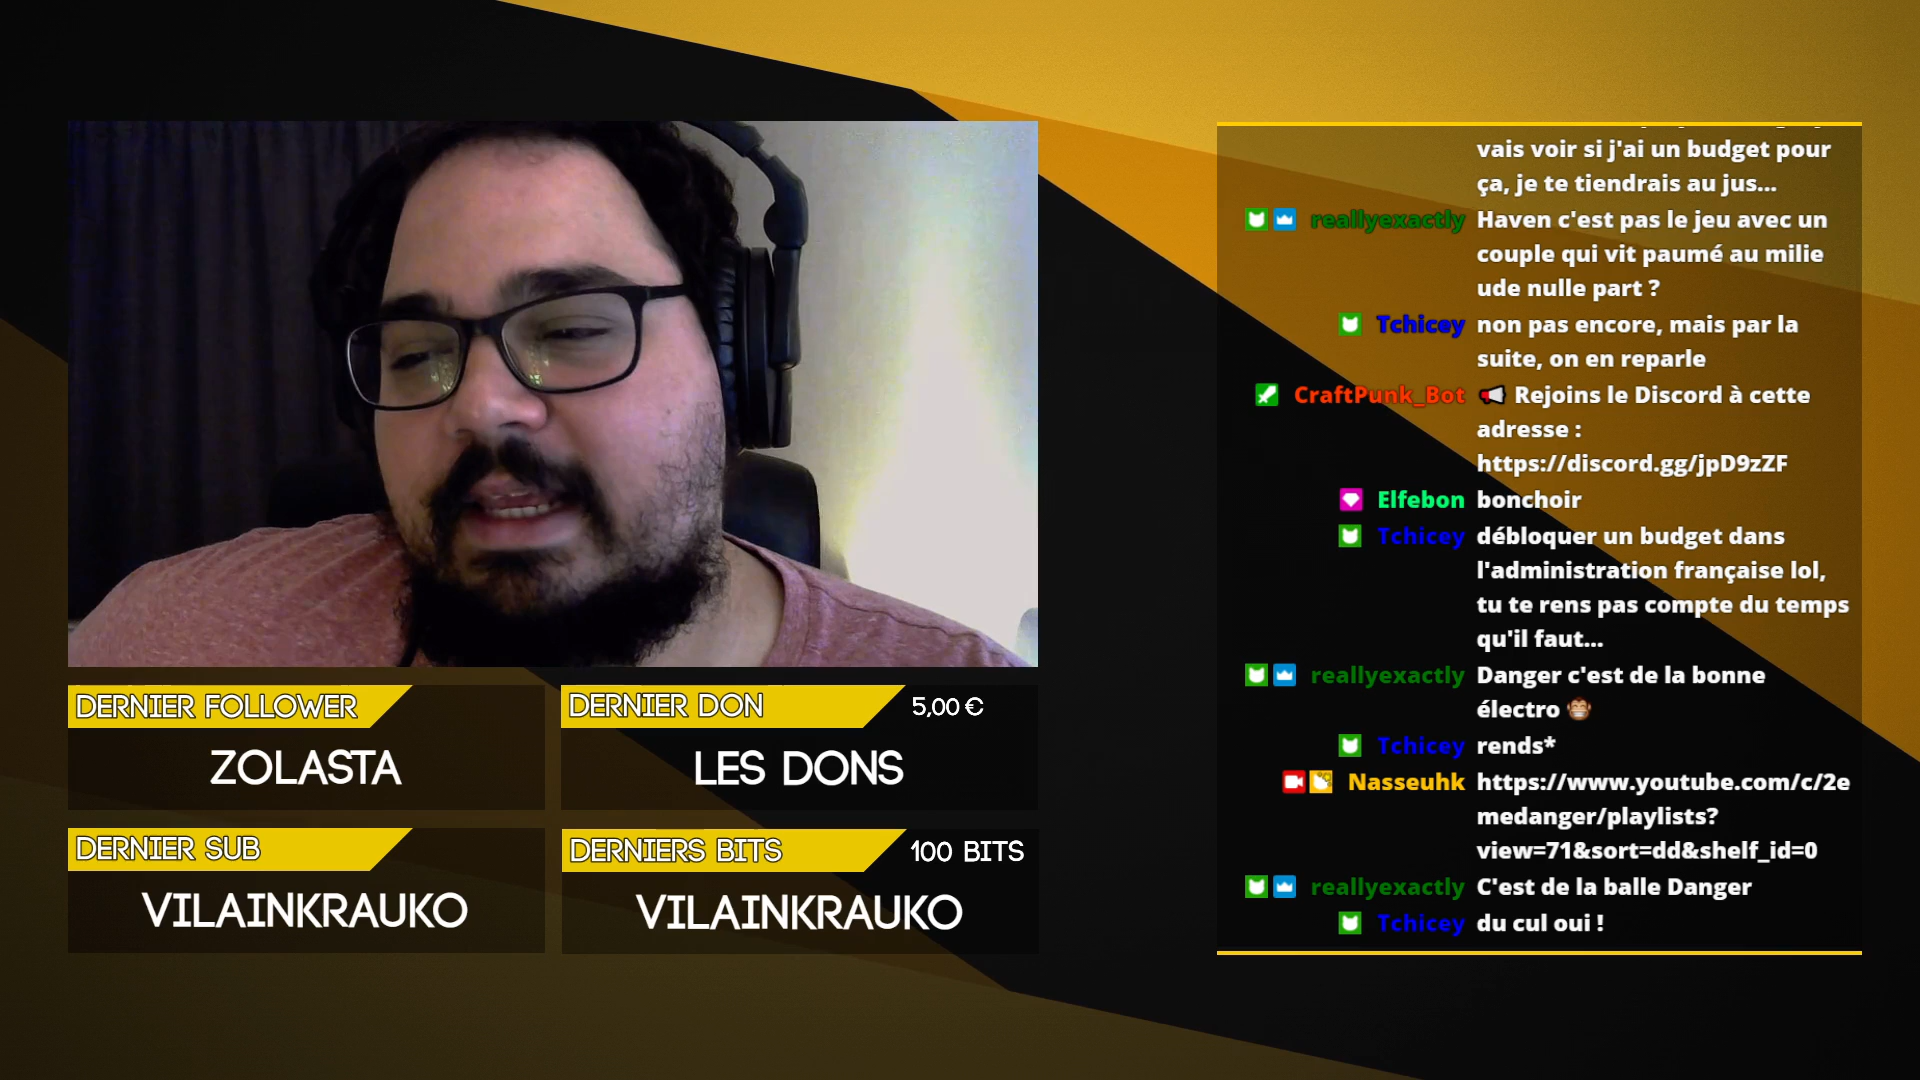 DERNIER FOLLOWER
ZOLASTA
DERNIER DON 5,00 €
LES DONS
DERNIER SUB
VILAINKRAUKO
DERNIERS BITS 100 BITS
VILAINKRAUKO
vais voir si j'ai un budget pour
ça, je te tiendrais au jus...
reallyexactly Haven c'est pas le jeu avec un
couple qui vit paumé au milie
ude nulle part ?
Tchicey non pas encore, mais par la
suite, on en reparle
CraftPunk_Bot 📢 Rejoins le Discord à cette
adresse :
https://discord.gg/jpD9zZF
Elfebon bonchoir
Tchicey débloquer un budget dans
l'administration française lol,
tu te rens pas compte du temps
qu'il faut...
reallyexactly Danger c'est de la bonne
électro
Tchicey rends*
Nasseuhk https://www.youtube.com/c/2e
medanger/playlists?
view=71&sort=dd&shelf_id=0
reallyexactly C'est de la balle Danger
Tchicey du cul oui !